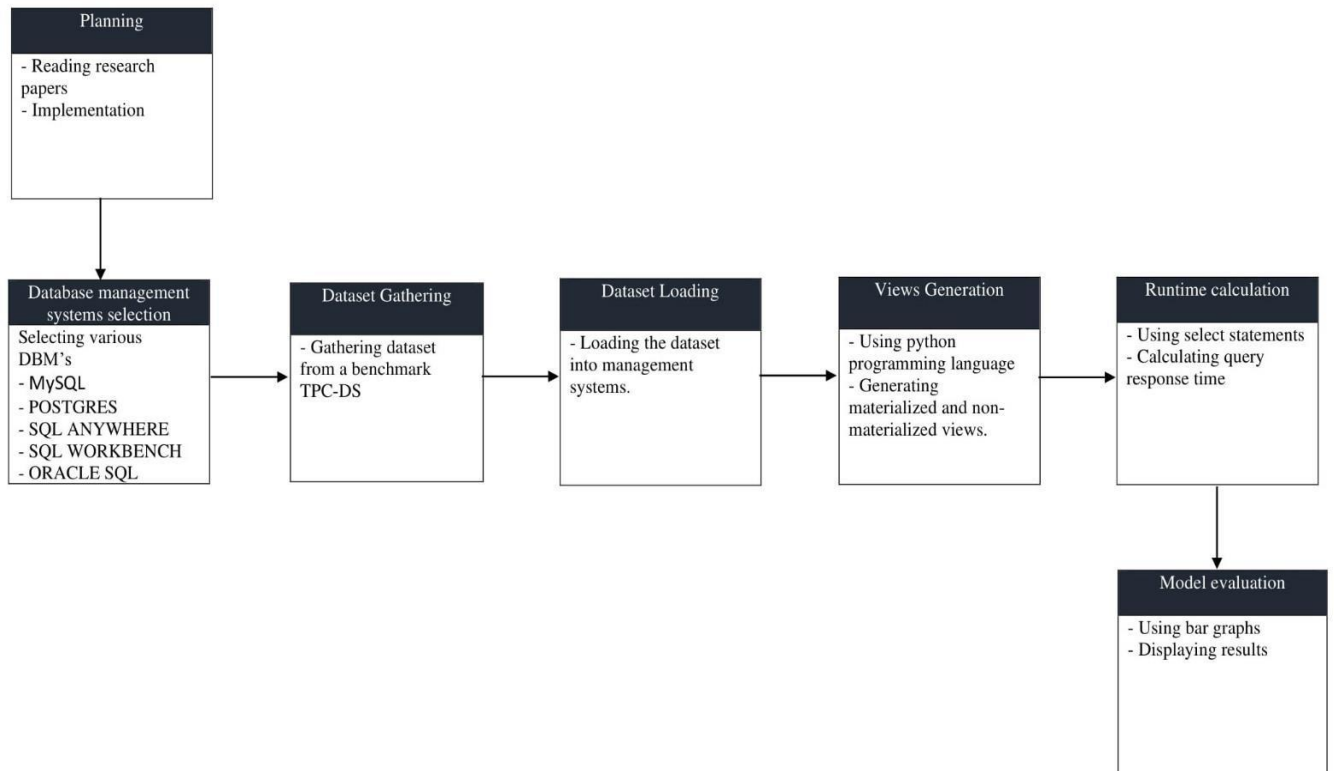 Planning
- Reading research
papers
- Implementation
Database management
systems selection
Selecting various
DBM's
- MySQL
- POSTGRES
- SQL ANYWHERE
- SQL WORKBENCH
- ORACLE SQL
Dataset Gathering
- Gathering dataset
from a benchmark
TPC-DS
Dataset Loading
- Loading the dataset
into management
systems.
Views Generation
- Using python
programming language
- Generating
materialized and non-
materialized views.
Runtime calculation
- Using select statements
- Calculating query
response time
Model evaluation
- Using bar graphs
- Displaying results